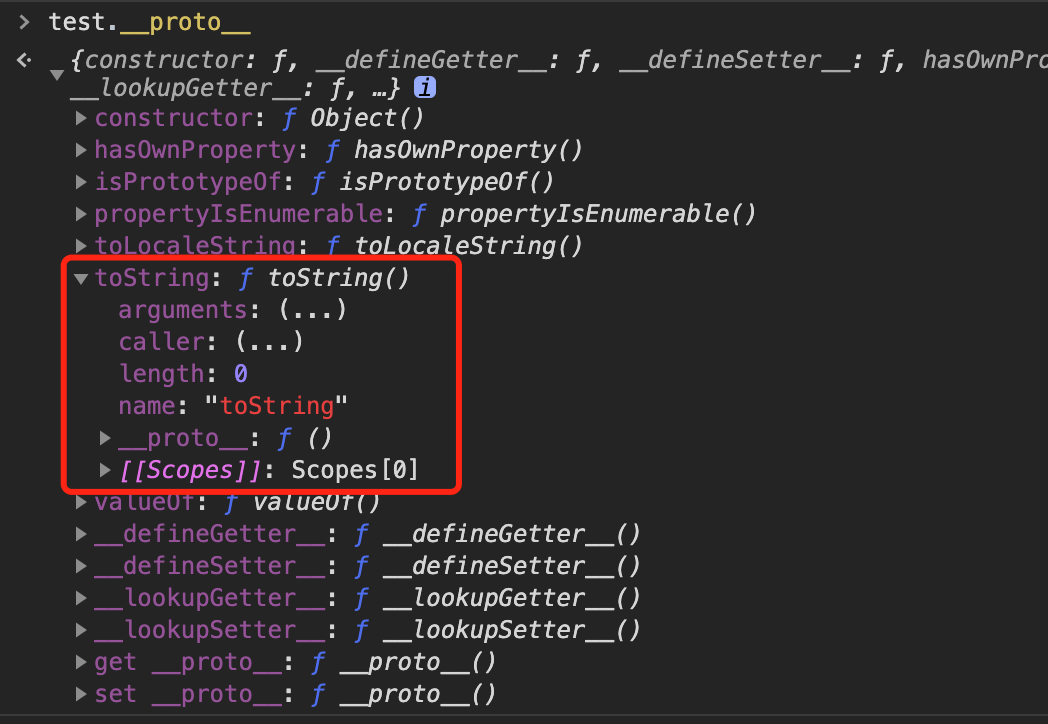 > test.__proto__
{constructor: ƒ, __defineGetter__: ƒ, __defineSetter__: ƒ, hasOwnPro
__lookupGetter__: ƒ, …} i
constructor: ƒ Object()
hasOwnProperty: ƒ hasOwnProperty()
isPrototypeOf: ƒ isPrototypeOf()
propertyIsEnumerable: ƒ propertyIsEnumerable()
toLocaleString: ƒ toLocaleString()
toString: ƒ toString()
arguments: (...)
caller: (...)
length: 0
name: "toString"
__proto__: ƒ ()
[[Scopes]]: Scopes[0]
valueOf: ƒ valueOf()
__defineGetter__: ƒ __defineGetter__()
__defineSetter__: ƒ __defineSetter__()
__lookupGetter__: ƒ __lookupGetter__()
__lookupSetter__: ƒ __lookupSetter__()
get __proto__: ƒ __proto__()
set __proto__: ƒ __proto__()